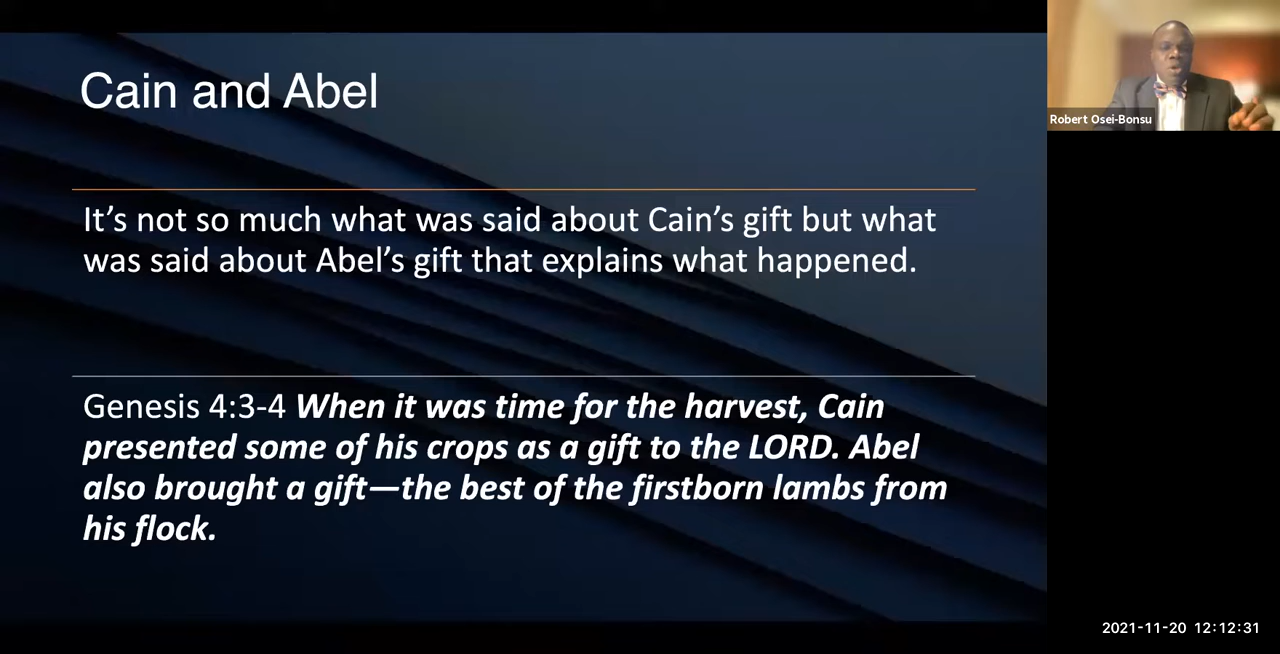 Cain and Abel
It’s not so much what was said about Cain’s gift but what
was said about Abel’s gift that explains what happened.
Genesis 4:3-4 When it was time for the harvest, Cain
presented some of his crops as a gift to the LORD. Abel
also brought a gift—the best of the firstborn lambs from
his flock.
Robert Osei-Bonsu
2021-11-20 12:12:31